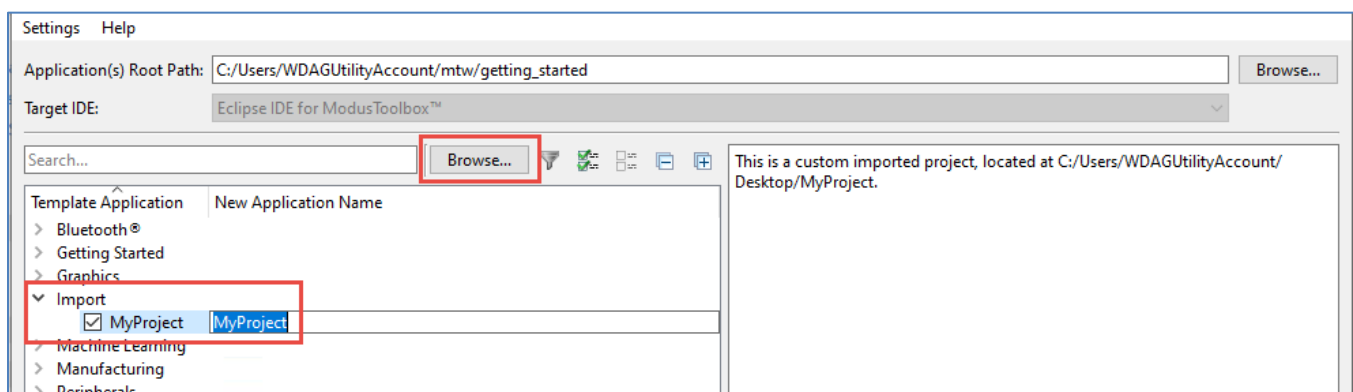 Settings Help
Application(s) Root Path: C:/Users/WDAGUtilityAccount/mtw/getting_started Browse...
Target IDE: Eclipse IDE for ModusToolbox™
Search... Browse...
Template Application New Application Name
Bluetooth®
Getting Started
Graphics
Import
MyProject MyProject
Machine Learning
Manufacturing
Peripherals
This is a custom imported project, located at C:/Users/WDAGUtilityAccount/
Desktop/MyProject.